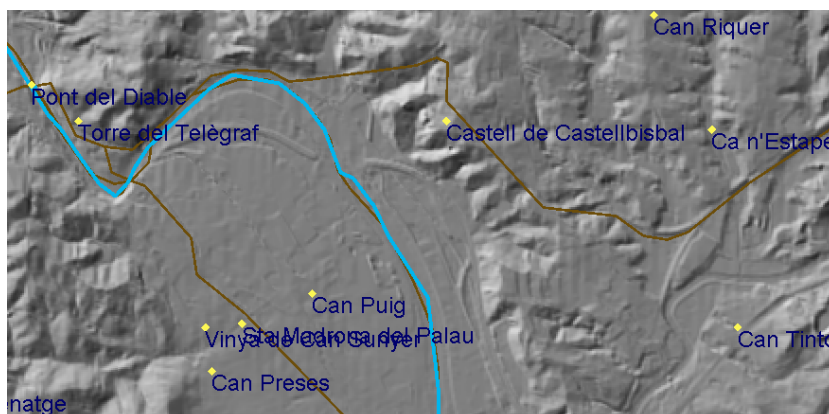 Can Riquer
Pont del Diable
Torre del Telègraf
Castell de Castellbisbal
Ca n'Estape
Can Puig
Sta Madrona del Palau
Vinya de Can Sunyer
Can Tinto
Can Preses
enatge